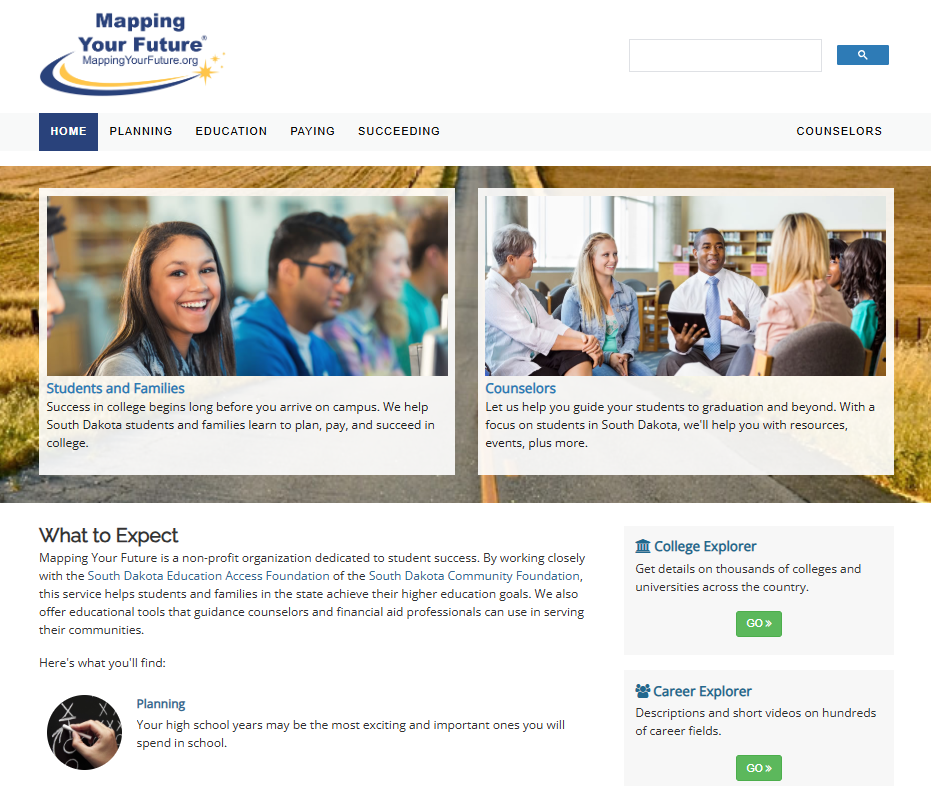 Mapping
Your Future®
MappingYourFuture.org
HOME PLANNING EDUCATION PAYING SUCCEEDING COUNSELORS
Students and Families
Success in college begins long before you arrive on campus. We help
South Dakota students and families learn to plan, pay, and succeed in
college.
Counselors
Let us help you guide your students to graduation and beyond. With a
focus on students in South Dakota, we'll help you with resources,
events, plus more.
What to Expect
Mapping Your Future is a non-profit organization dedicated to student success. By working closely
with the South Dakota Education Access Foundation of the South Dakota Community Foundation,
this service helps students and families in the state achieve their higher education goals. We also
offer educational tools that guidance counselors and financial aid professionals can use in serving
their communities.
Here's what you'll find:
Planning
Your high school years may be the most exciting and important ones you will
spend in school.
College Explorer
Get details on thousands of colleges and
universities across the country.
GO »
Career Explorer
Descriptions and short videos on hundreds
of career fields.
GO »